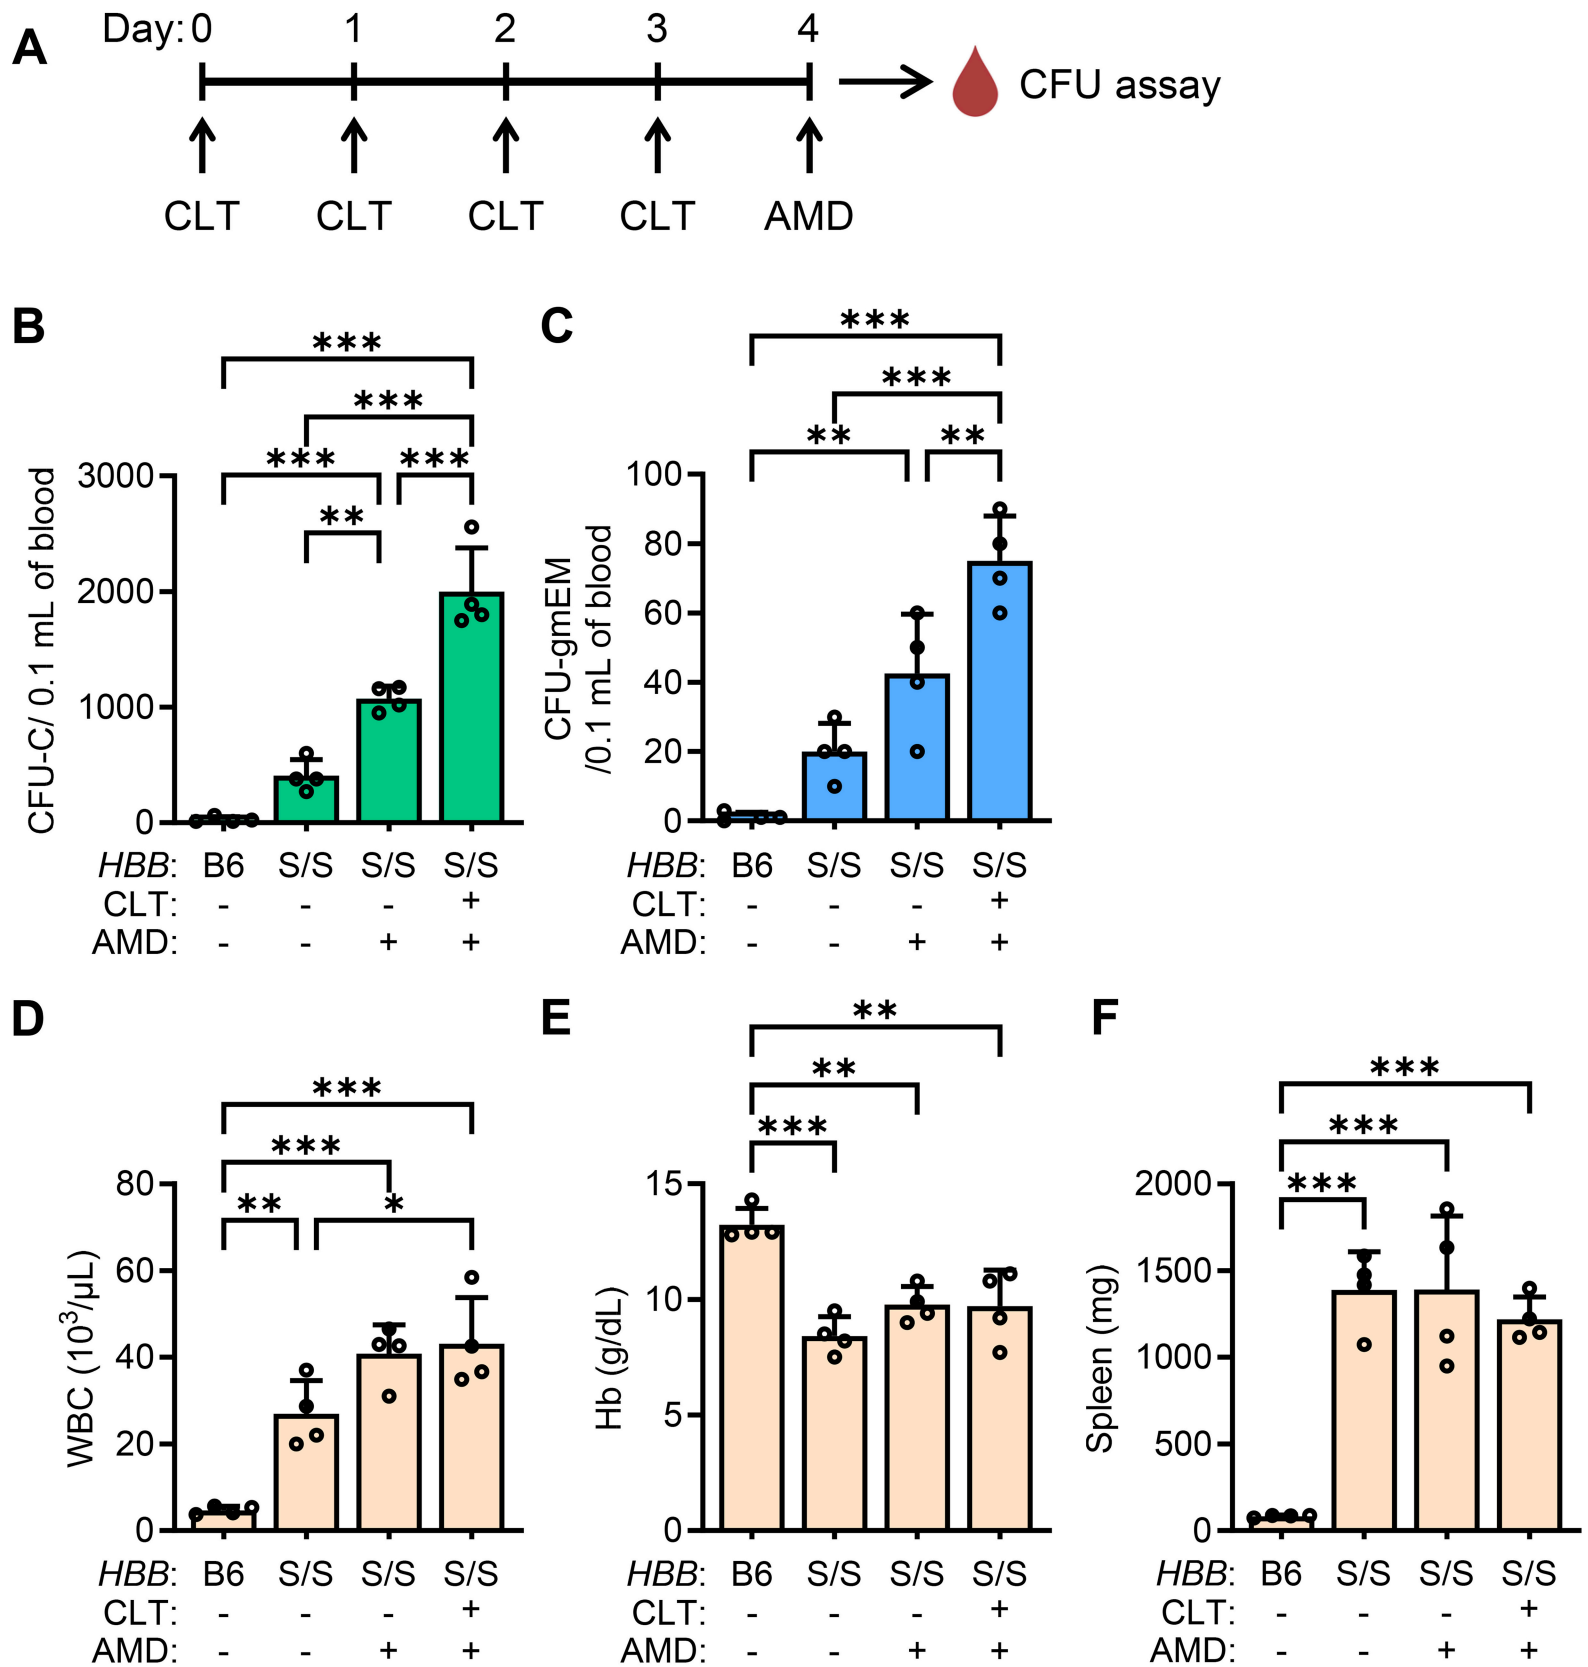 A
Day: 0 1 2 3 4
CFU assay
CLT CLT CLT CLT AMD
B
***
***
*** ***
**
CFU-C/ 0.1 mL of blood
3000
2000
1000
0
HBB: B6 S/S S/S S/S
CLT: - - - +
AMD: - - + +
C
***
***
** **
CFU-gmEM
/0.1 mL of blood
100
80
60
40
20
0
HBB: B6 S/S S/S S/S
CLT: - - - +
AMD: - - + +
D
***
***
** *
WBC (10³/µL)
80
60
40
20
0
HBB: B6 S/S S/S S/S
CLT: - - - +
AMD: - - + +
E
**
**
***
Hb (g/dL)
15
10
5
0
HBB: B6 S/S S/S S/S
CLT: - - - +
AMD: - - + +
F
***
***
***
Spleen (mg)
2000
1500
1000
500
0
HBB: B6 S/S S/S S/S
CLT: - - - +
AMD: - - + +